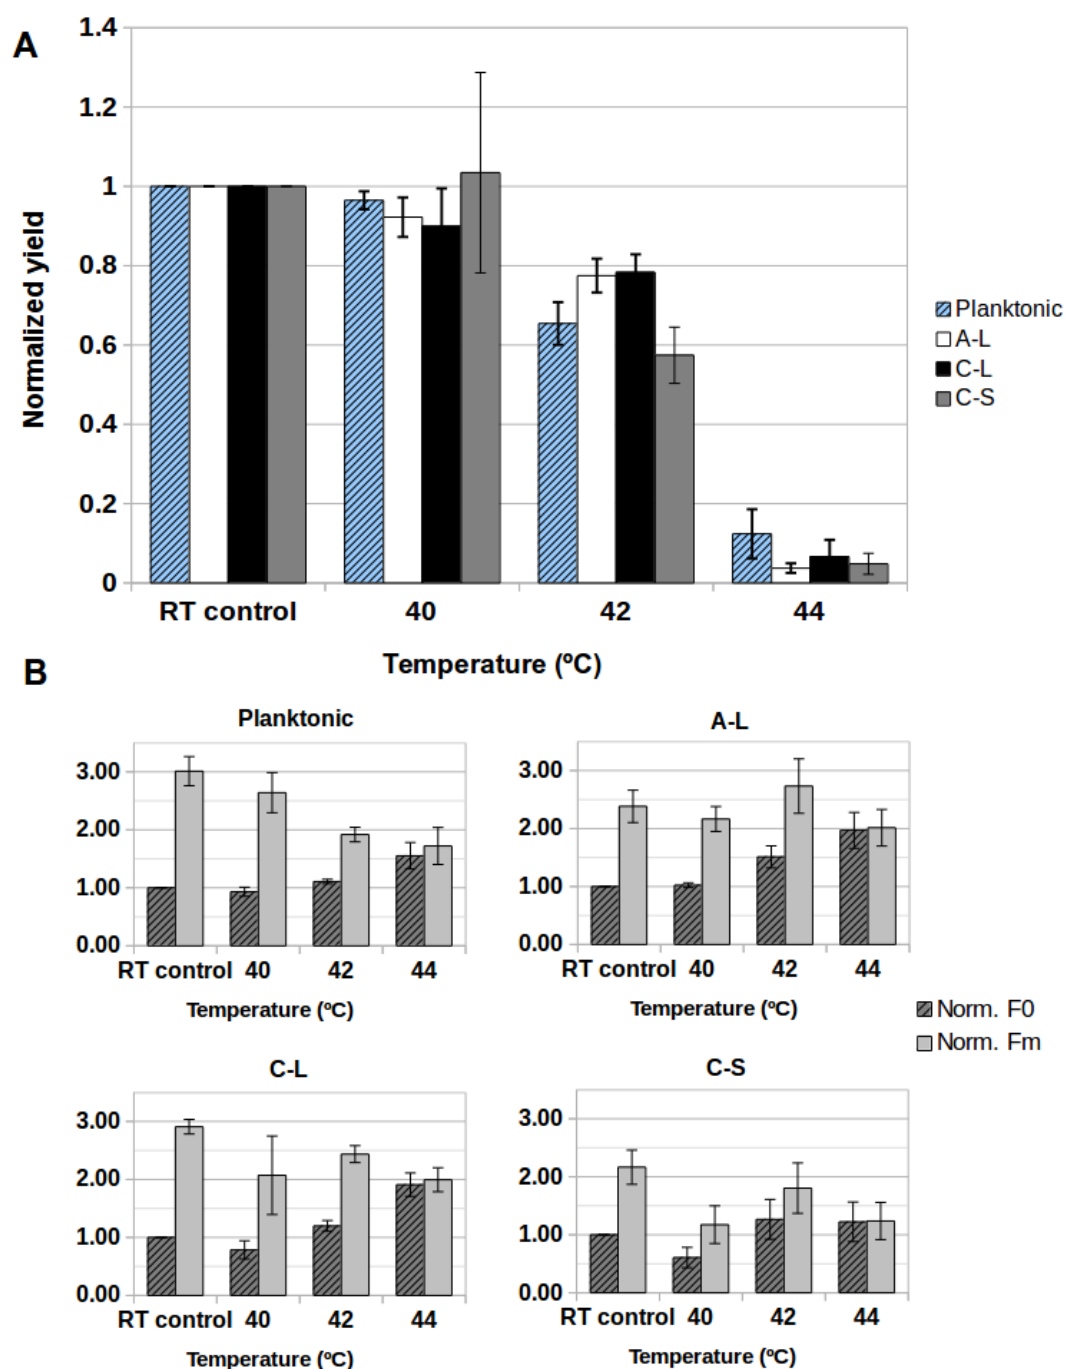 A
1.4
1.2
1
0.8
0.6
0.4
0.2
0
Normalized yield
RT control 40 42 44
Temperature (ºC)
Planktonic
A-L
C-L
C-S
B
Planktonic
3.00
2.00
1.00
0.00
RT control 40 42 44
Temperature (ºC)
A-L
3.00
2.00
1.00
0.00
RT control 40 42 44
Temperature (ºC)
Norm. F0
Norm. Fm
C-L
3.00
2.00
1.00
0.00
RT control 40 42 44
Temperature (ºC)
C-S
3.00
2.00
1.00
0.00
RT control 40 42 44
Temperature (ºC)